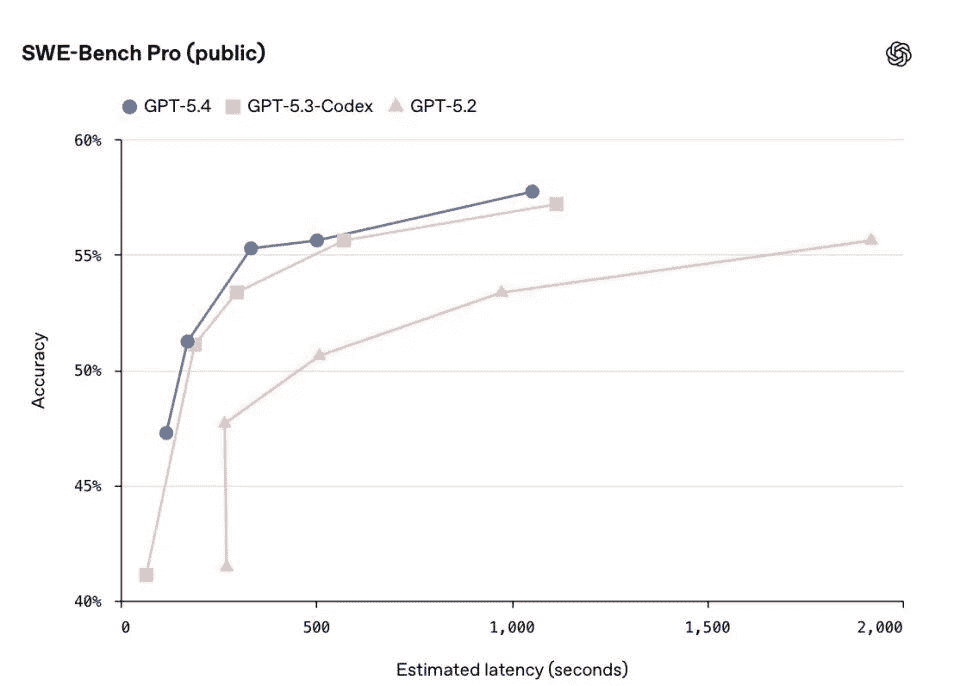 SWE-Bench Pro (public)
GPT-5.4 GPT-5.3-Codex GPT-5.2
60%
55%
50%
45%
40%
Accuracy
0 500 1,000 1,500 2,000
Estimated latency (seconds)